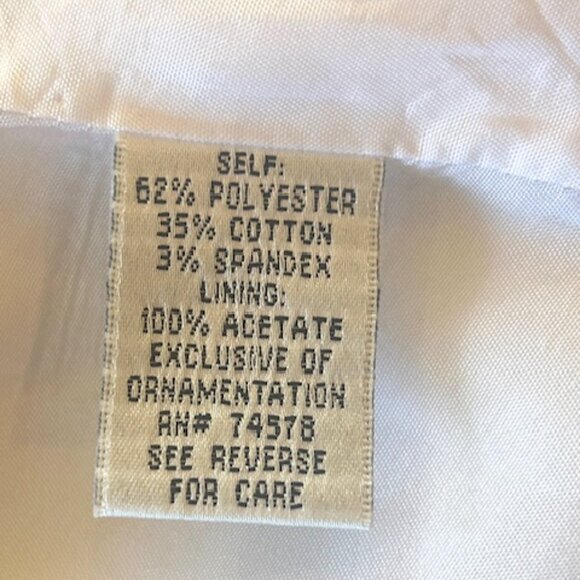 SELF:
62% POLYESTER
35% COTTON
3% SPANDEX
LINING:
100% ACETATE
EXCLUSIVE OF
ORNAMENTATION
RN# 74578
SEE REVERSE
FOR CARE